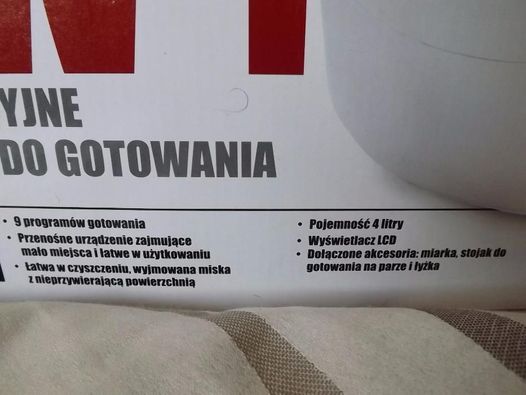 YJNE
DO GOTOWANIA
• 9 programów gotowania
• Przenośne urządzenie zajmujące
mało miejsca i łatwe w użytkowaniu
• Łatwa w czyszczeniu, wyjmowana miska
z nieprzywierającą powierzchnią
• Pojemność 4 litry
• Wyświetlacz LCD
• Dołączone akcesoria: miarka, stojak do
gotowania na parze i łyżka